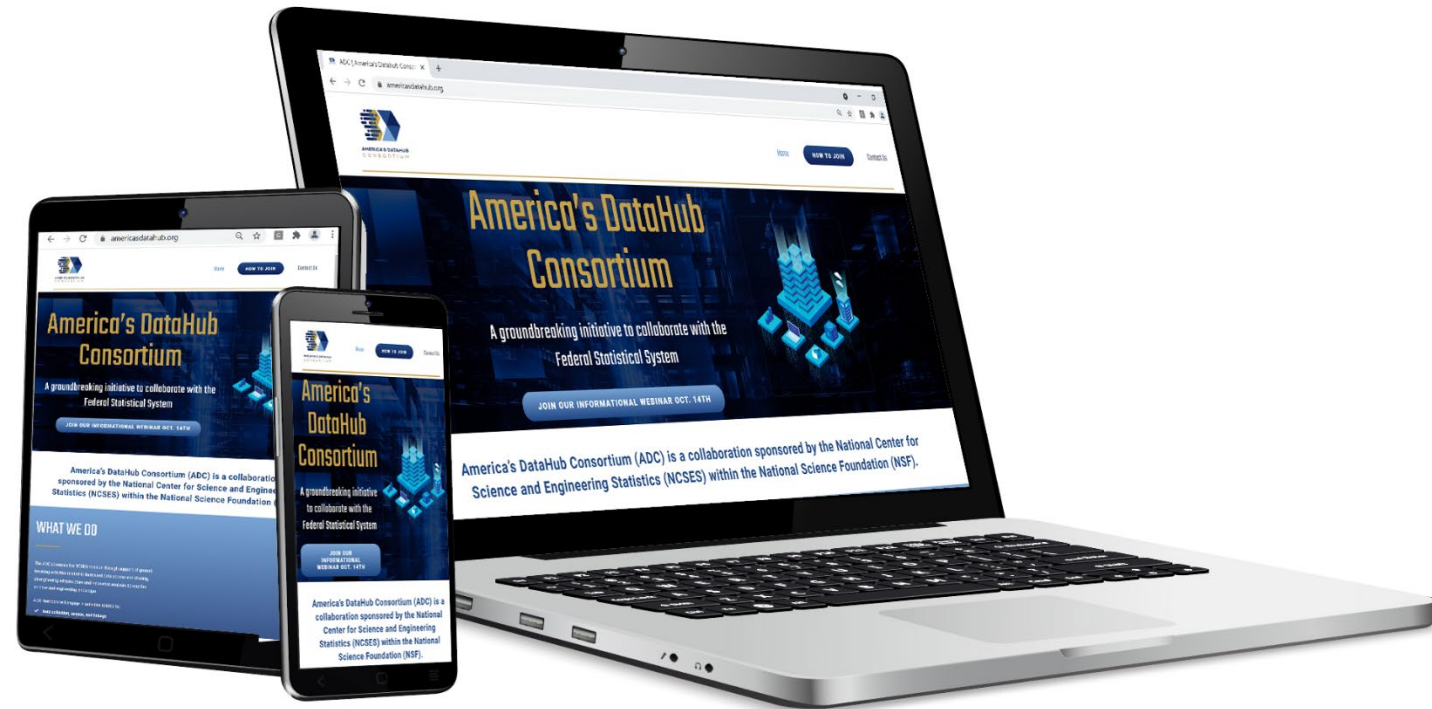 ADC | America's DataHub Consor
americasdatahub.org
AMERICA'S DATAHUB
CONSORTIUM
Home
HOW TO JOIN
Contact Us
America's DataHub
Consortium
A groundbreaking initiative to collaborate with the
Federal Statistical System
JOIN OUR INFORMATIONAL WEBINAR OCT. 14TH
America's DataHub Consortium (ADC) is a collaboration sponsored by the National Center for
Science and Engineering Statistics (NCSES) within the National Science Foundation (NSF).
americasdatahub.org
Home
HOW TO JOIN
Contact Us
America's DataHub
Consortium
A groundbreaking initiative to collaborate with the
Federal Statistical System
JOIN OUR INFORMATIONAL WEBINAR OCT. 14TH
America's DataHub Consortium (ADC) is a collaboratio
sponsored by the National Center for Science and Enginee
Statistics (NCSES) within the National Science Foundation (
WHAT WE DO
Home
HOW TO JOIN
Contact Us
America's
DataHub
Consortium
A groundbreaking initiative
to collaborate with the
Federal Statistical System
JOIN OUR
INFORMATIONAL
WEBINAR OCT. 14TH
America's DataHub Consortium (ADC) is a
collaboration sponsored by the National
Center for Science and Engineering
Statistics (NCSES) within the National
Science Foundation (NSF).